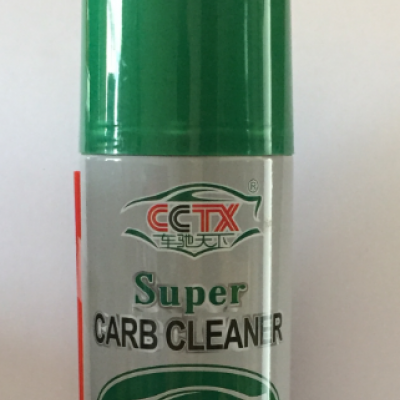 ®
CCTX
车驰天下
Super
CARB CLEANER